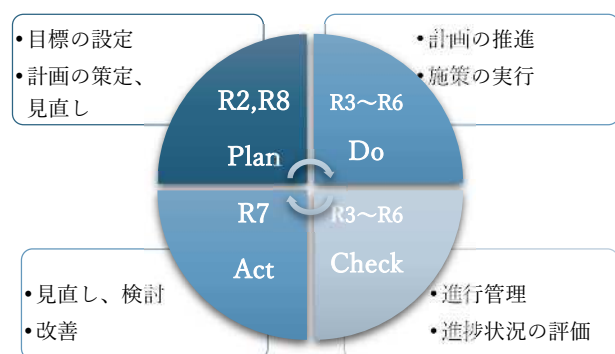 •目標の設定
•計画の策定、
見直し
•計画の推進
•施策の実行
R2,R8
Plan
R3～R6
Do
R7
Act
R3～R6
Check
•見直し、検討
•改善
•進行管理
•進捗状況の評価